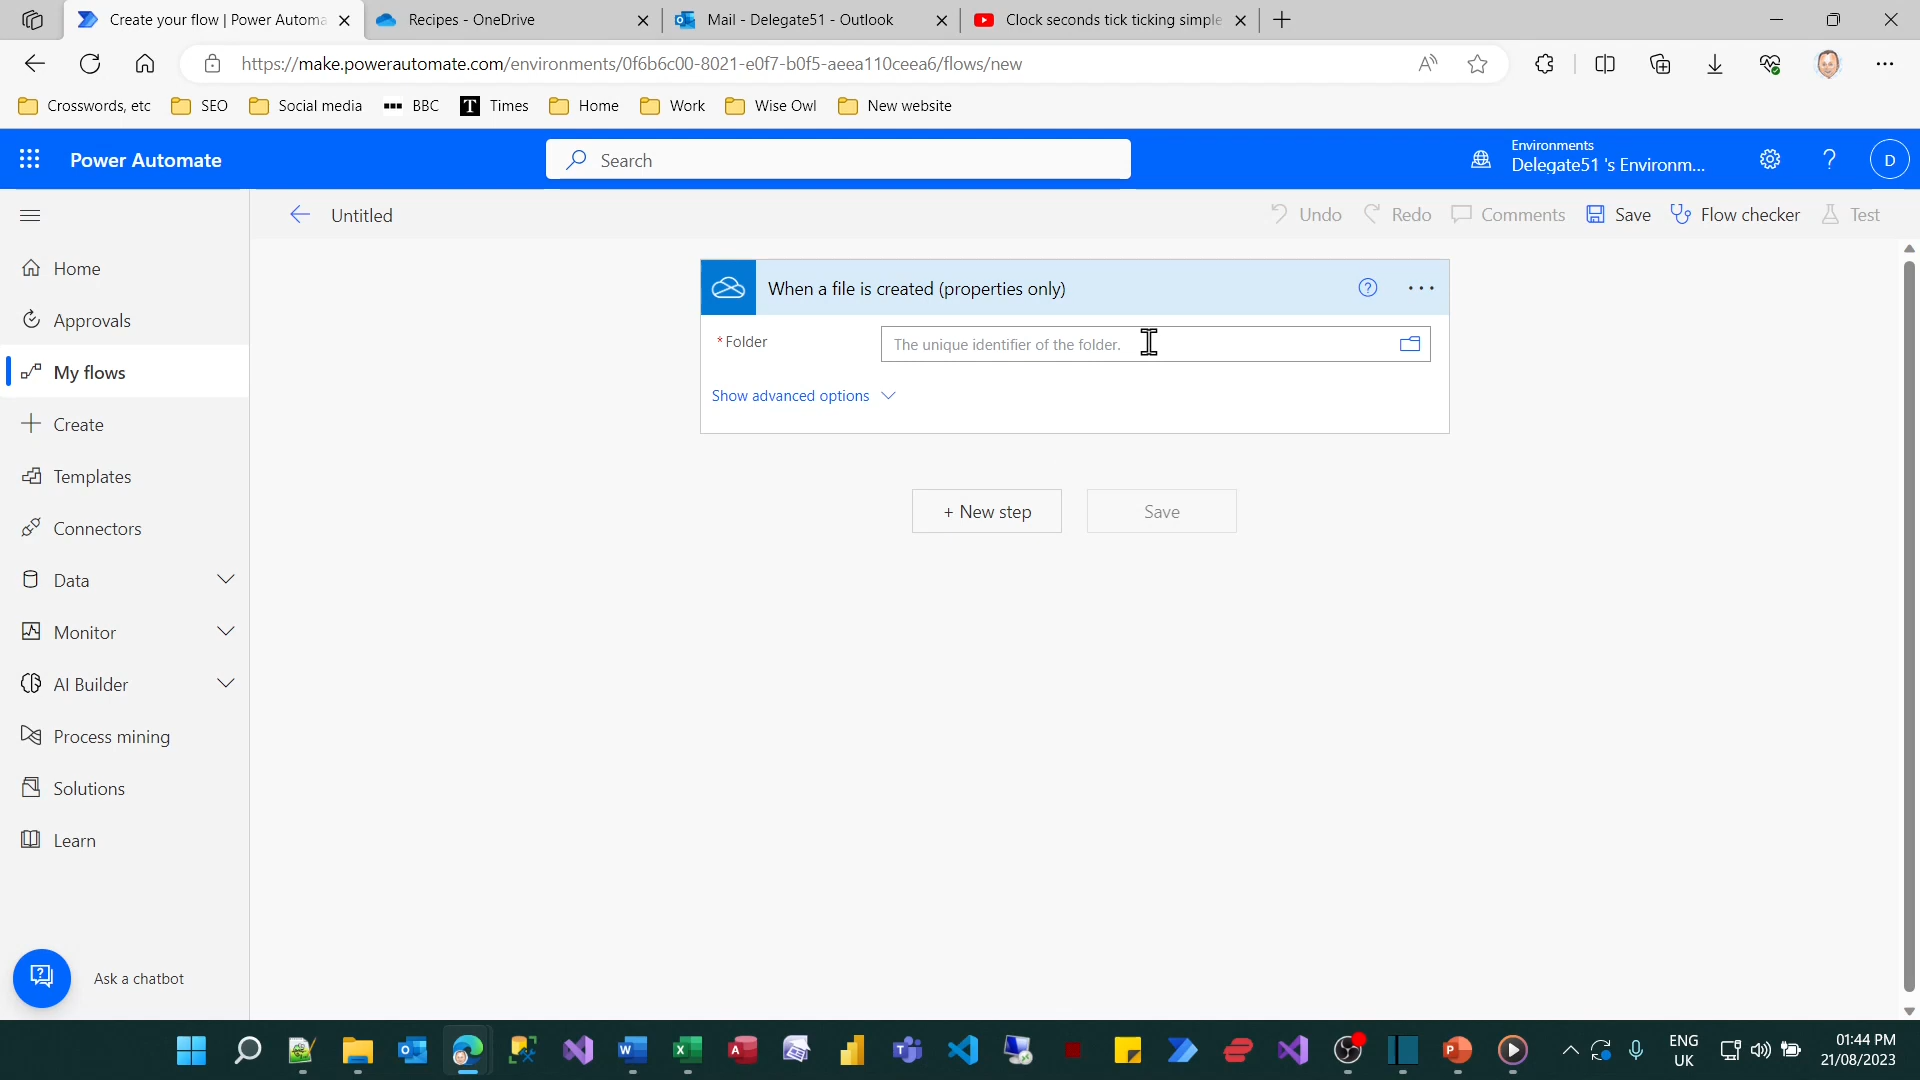 Create your flow | Power Automa
Recipes - OneDrive
Mail - Delegate51 - Outlook
Clock seconds tick ticking simple
https://make.powerautomate.com/environments/0f6b6c00-8021-e0f7-b0f5-aeea110ceea6/flows/new
Crosswords, etc
SEO
Social media
BBC
T Times
Home
Work
Wise Owl
New website
Power Automate
Search
Environments
Delegate51 's Environm...
D
Untitled
Undo
Redo
Comments
Save
Flow checker
Test
Home
Approvals
My flows
Create
Templates
Connectors
Data
Monitor
AI Builder
Process mining
Solutions
Learn
Ask a chatbot
When a file is created (properties only)
* Folder
The unique identifier of the folder.
Show advanced options
+ New step
Save
ENG
UK
01:44 PM
21/08/2023